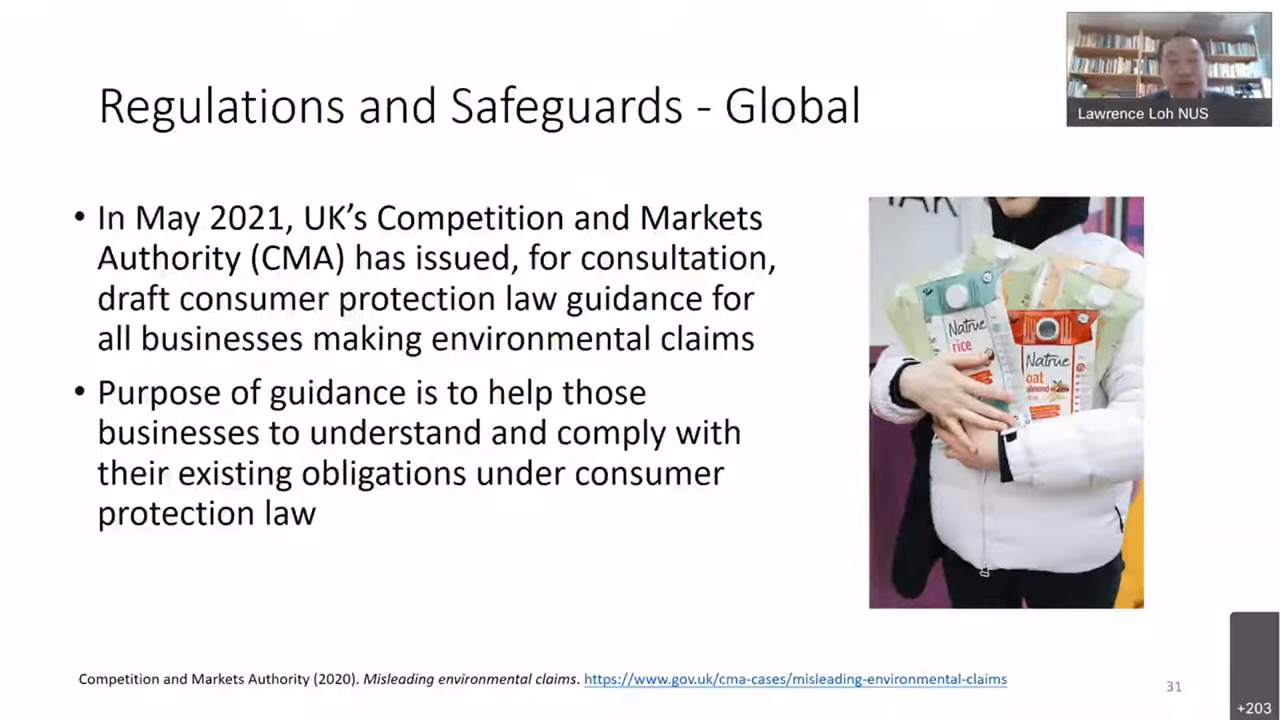 Regulations and Safeguards - Global
Lawrence Loh NUS
• In May 2021, UK’s Competition and Markets
Authority (CMA) has issued, for consultation,
draft consumer protection law guidance for
all businesses making environmental claims
• Purpose of guidance is to help those
businesses to understand and comply with
their existing obligations under consumer
protection law
Natrue
rice
Natrue
oat
almond
Competition and Markets Authority (2020). Misleading environmental claims. https://www.gov.uk/cma-cases/misleading-environmental-claims
31
+203